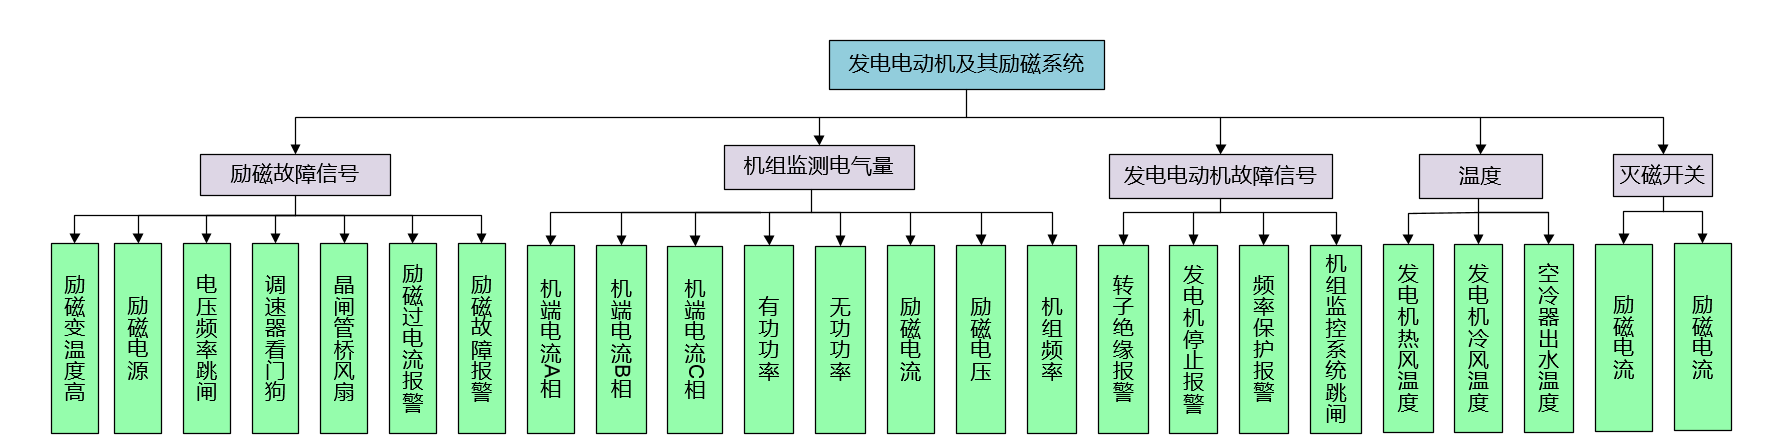 发电电动机及其励磁系统
励磁故障信号
机组监测电气量
发电电动机故障信号
温度
灭磁开关
励磁变温度高
励磁电源
电压频率跳闸
调速器看门狗
晶闸管桥风扇
励磁过电流报警
励磁故障报警
机端电流A相
机端电流B相
机端电流C相
有功功率
无功功率
励磁电流
励磁电压
机组频率
转子绝缘报警
发电机停止报警
频率保护报警
机组监控系统跳闸
发电机热风温度
发电机冷风温度
空冷器出水温度
励磁电流
励磁电流